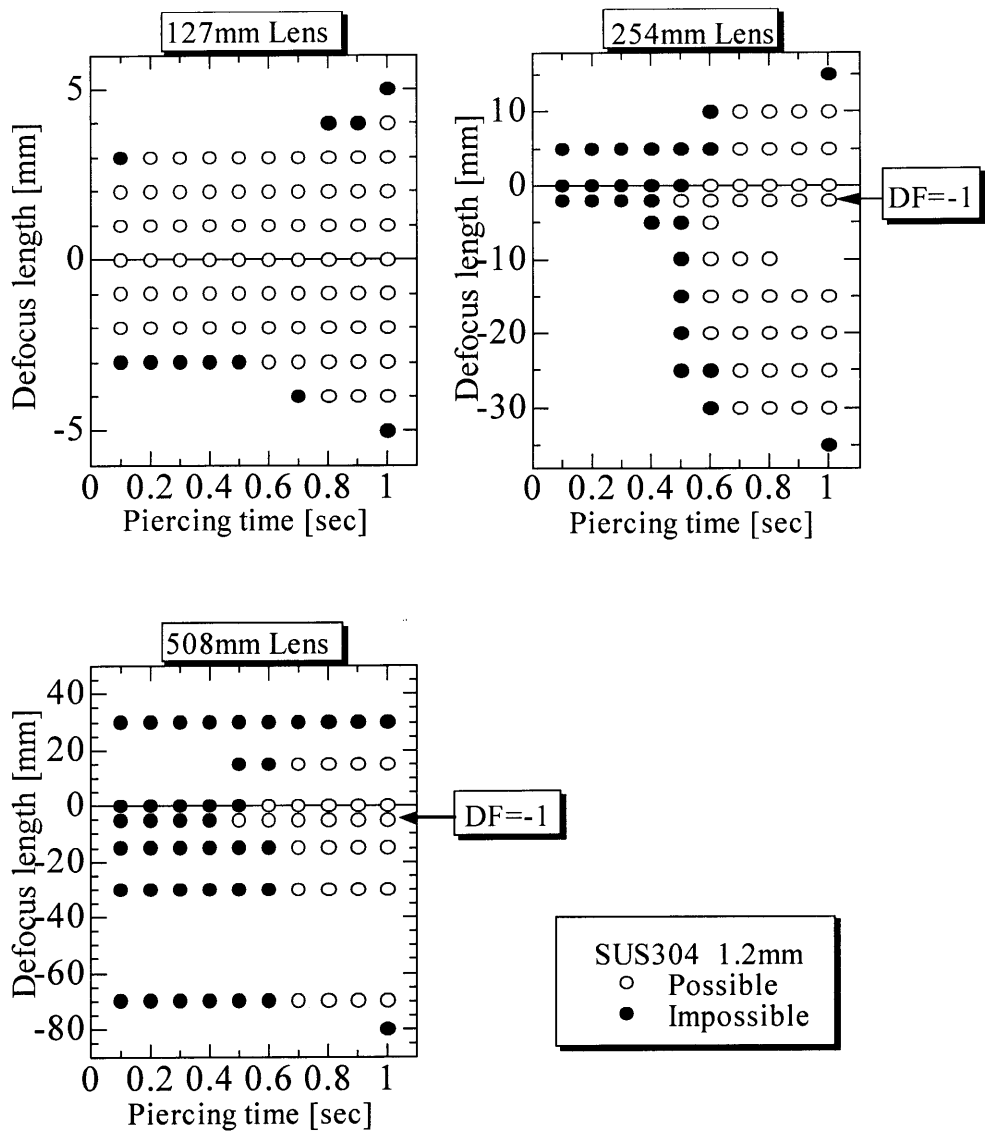 127mm Lens
5
0
-5
Defocus length [mm]
0 0.2 0.4 0.6 0.8 1
Piercing time [sec]
254mm Lens
10
0
-10
-20
-30
Defocus length [mm]
DF=-1
0 0.2 0.4 0.6 0.8 1
Piercing time [sec]
508mm Lens
40
20
0
-20
-40
-60
-80
Defocus length [mm]
DF=-1
0 0.2 0.4 0.6 0.8 1
Piercing time [sec]
SUS304 1.2mm
Possible
Impossible